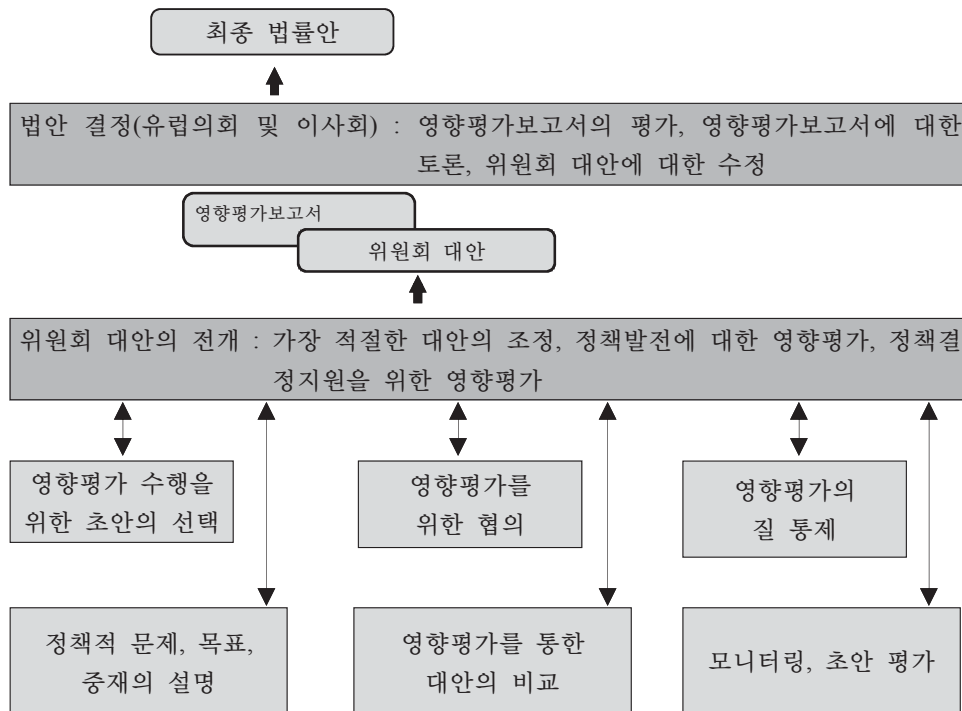 최종 법률안
법안 결정(유럽의회 및 이사회) : 영향평가보고서의 평가, 영향평가보고서에 대한
토론, 위원회 대안에 대한 수정
영향평가보고서
위원회 대안
위원회 대안의 전개 : 가장 적절한 대안의 조정, 정책발전에 대한 영향평가, 정책결
정지원을 위한 영향평가
영향평가 수행을
위한 초안의 선택
영향평가를
위한 협의
영향평가의
질 통제
정책적 문제, 목표,
중재의 설명
영향평가를 통한
대안의 비교
모니터링, 초안 평가